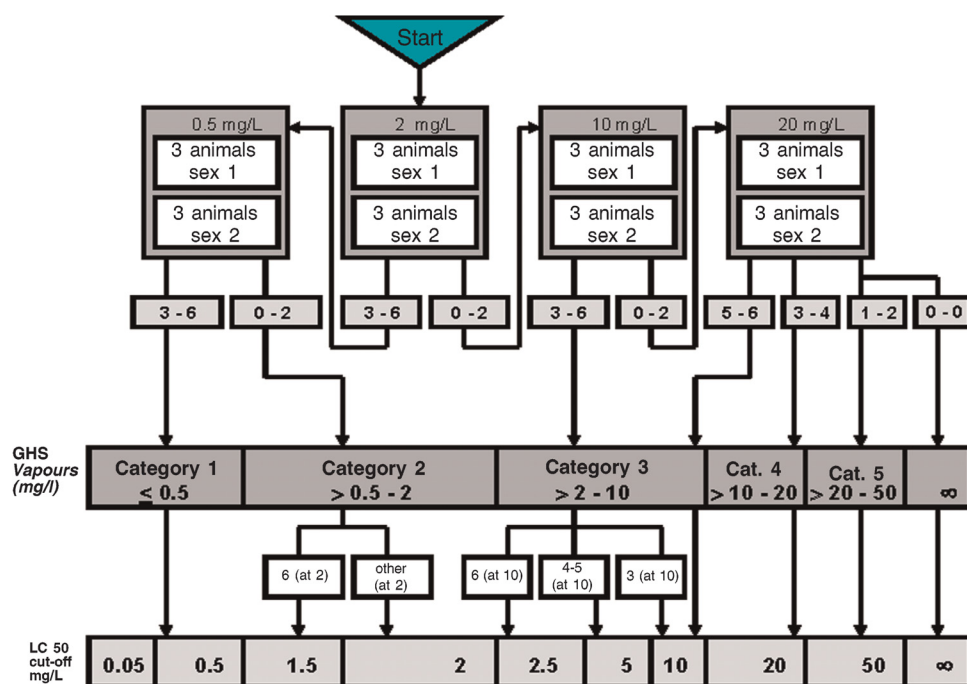 Start
0.5 mg/L
3 animals
sex 1
3 animals
sex 2
2 mg/L
3 animals
sex 1
3 animals
sex 2
10 mg/L
3 animals
sex 1
3 animals
sex 2
20 mg/L
3 animals
sex 1
3 animals
sex 2
3 - 6
0 - 2
3 - 6
0 - 2
3 - 6
0 - 2
5 - 6
3 - 4
1 - 2
0 - 0
GHS
Vapours
(mg/l)
Category 1
≤ 0.5
Category 2
> 0.5 - 2
Category 3
> 2 - 10
Cat. 4
> 10 - 20
Cat. 5
> 20 - 50
∞
6 (at 2)
other
(at 2)
6 (at 10)
4-5
(at 10)
3 (at 10)
LC 50
cut-off
mg/L
0.05
0.5
1.5
2
2.5
5
10
20
50
∞